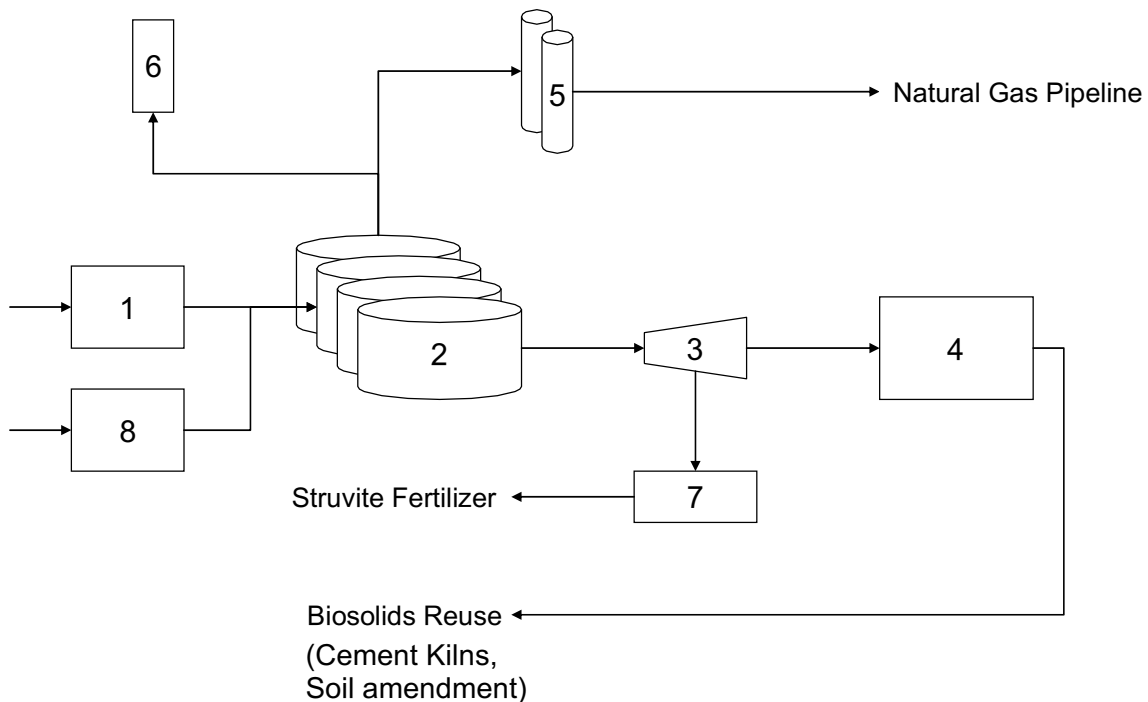 6
5
Natural Gas Pipeline
1
2
3
4
8
7
Struvite Fertilizer
Biosolids Reuse
(Cement Kilns,
Soil amendment)